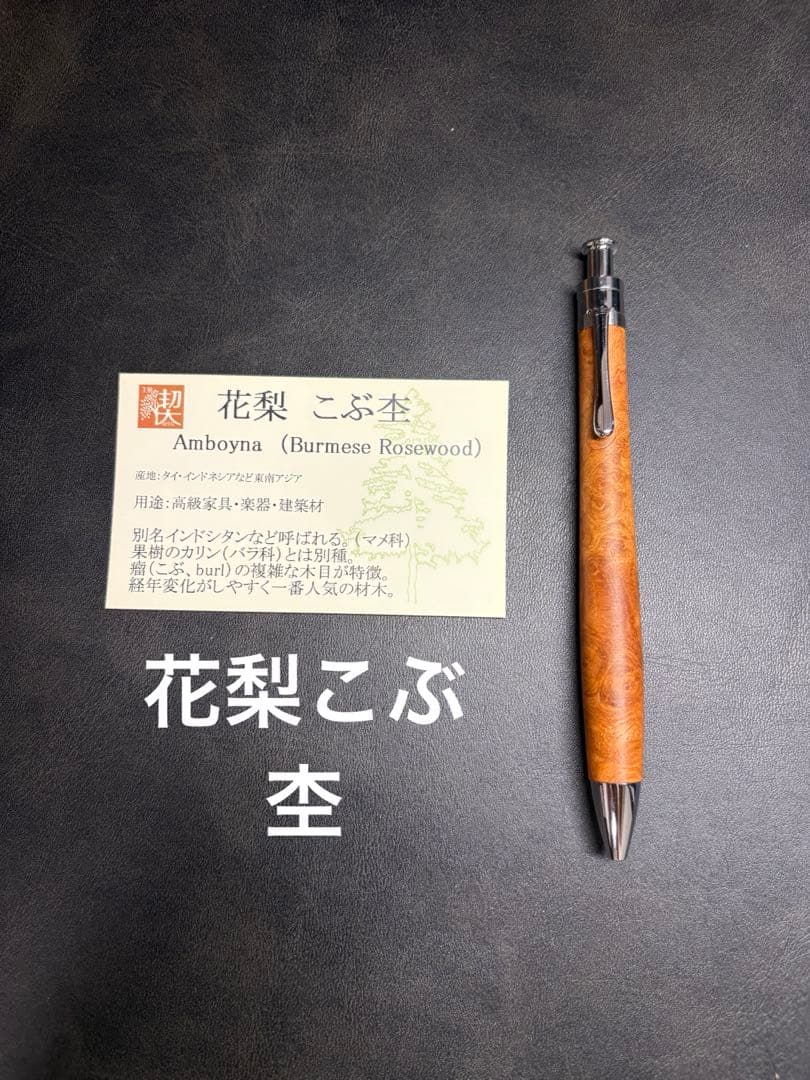 工房
楔
花梨 こぶ杢
Amboyna (Burmese Rosewood)
産地：タイ・インドネシアなど東南アジア
用途：高級家具・楽器・建築材
別名インドシタンなど呼ばれる。（マメ科）
果樹のカリン（バラ科）とは別種。
瘤（こぶ、burl）の複雑な木目が特徴。
経年変化がしやすく一番人気の材木。
花梨こぶ
杢